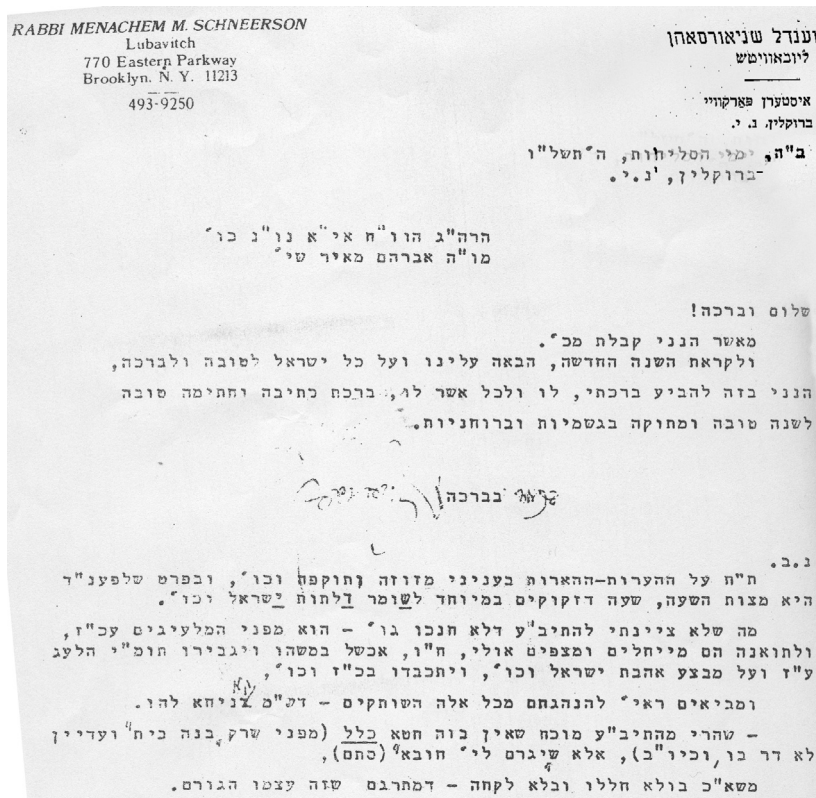 RABBI MENACHEM M. SCHNEERSON
Lubavitch
770 Eastern Parkway
Brooklyn. N. Y. 11213
493-9250
מענדל שניאורסאהן
ליובאוויטש
איסטערן פארקוויי
ברוקלין, נ. י.
ב"ה, ימי הסליחות, ה'תשל"ו
ברוקלין, נ.י.
הרה"ג הוו"ח אי"א נו"נ כו'
מו"ה אברהם מאיר שי'
שלום וברכה!
מאשר הנני קבלת מכ'.
ולקראת השנה החדשה, הבאה עלינו ועל כל ישראל לטובה ולברכה,
הנני בזה להביע ברכתי, לו ולכל אשר לו, ברכת כתיבה וחתימה טובה
לשנה טובה ומתוקה בגשמיות וברוחניות.
בברכה
נ.ב.
ת"ח על ההערות-ההארות בעניני מזוזה ותוקפה וכו', ובפרט שלפענ"ד
היא מצות השעה, שעה דזקוקים במיוחד לשומר דלתות ישראל וכו'.
מה שלא ציינתי להתיב"ע דלא חנכו גו' - הוא מפני המלעיגים עכ"ז,
ולתואנה הם מייחלים ומצפים אולי, ח"ו, אכשל במשהו ויגבירו תומ"י הלעג
ע"ז ועל מבצע אהבת ישראל וכו', ויתכבדו בכ"ז וכו',
ומביאים ראי' להנהגתם מכל אלה השותקים - דש"מ דניחא להו.
- שהרי מהתיב"ע מוכח שאין בזה חטא כלל (מפני שרק בנה בית ועדיין
לא דר בו, וכיו"ב), אלא שיגרם לי' חובא (סתם),
משא"כ בולא חללו ובלא לקחה - דמתרגם שזה עצמו הגורם.